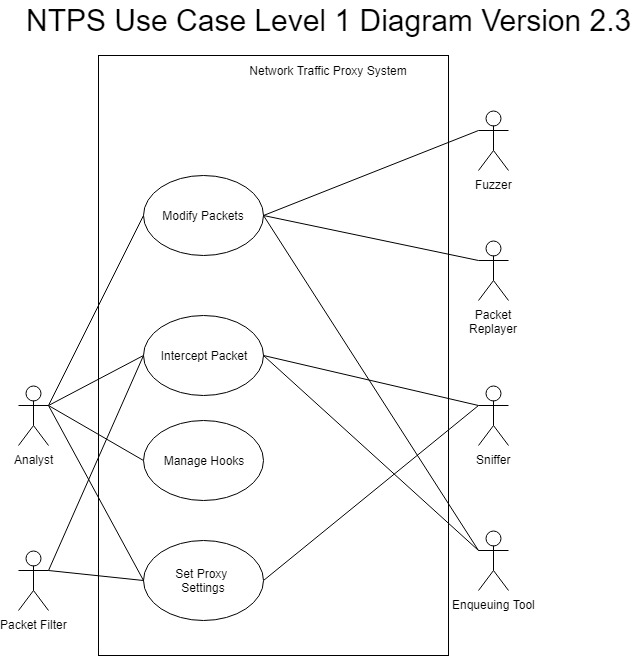 NTPS Use Case Level 1 Diagram Version 2.3
Network Traffic Proxy System
Fuzzer
Modify Packets
Packet
Replayer
Intercept Packet
Analyst
Manage Hooks
Sniffer
Set Proxy
Settings
Enqueuing Tool
Packet Filter